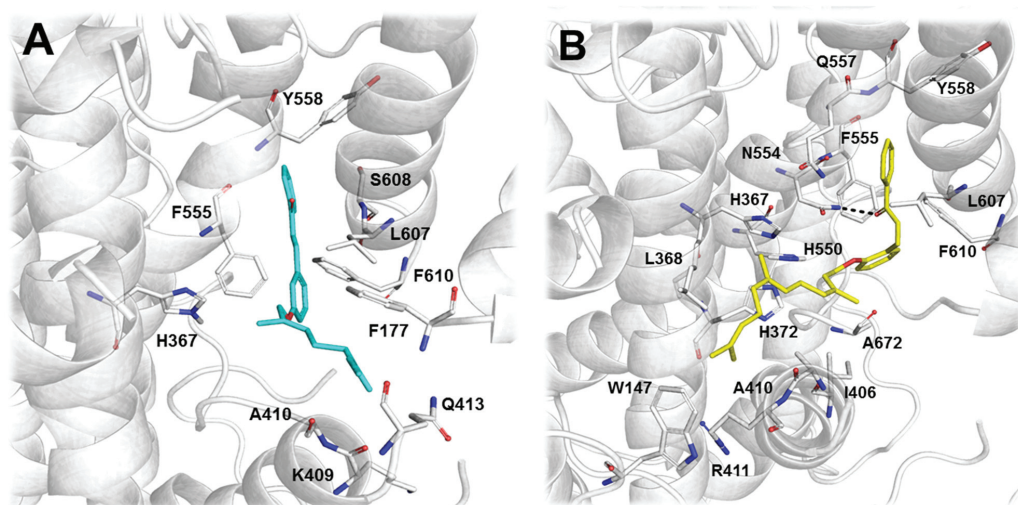 A
Y558
S608
F555
L607
F610
F177
H367
Q413
A410
K409
B
Q557
Y558
F555
N554
H367
L607
H550
F610
L368
H372
A672
W147
A410
I406
R411